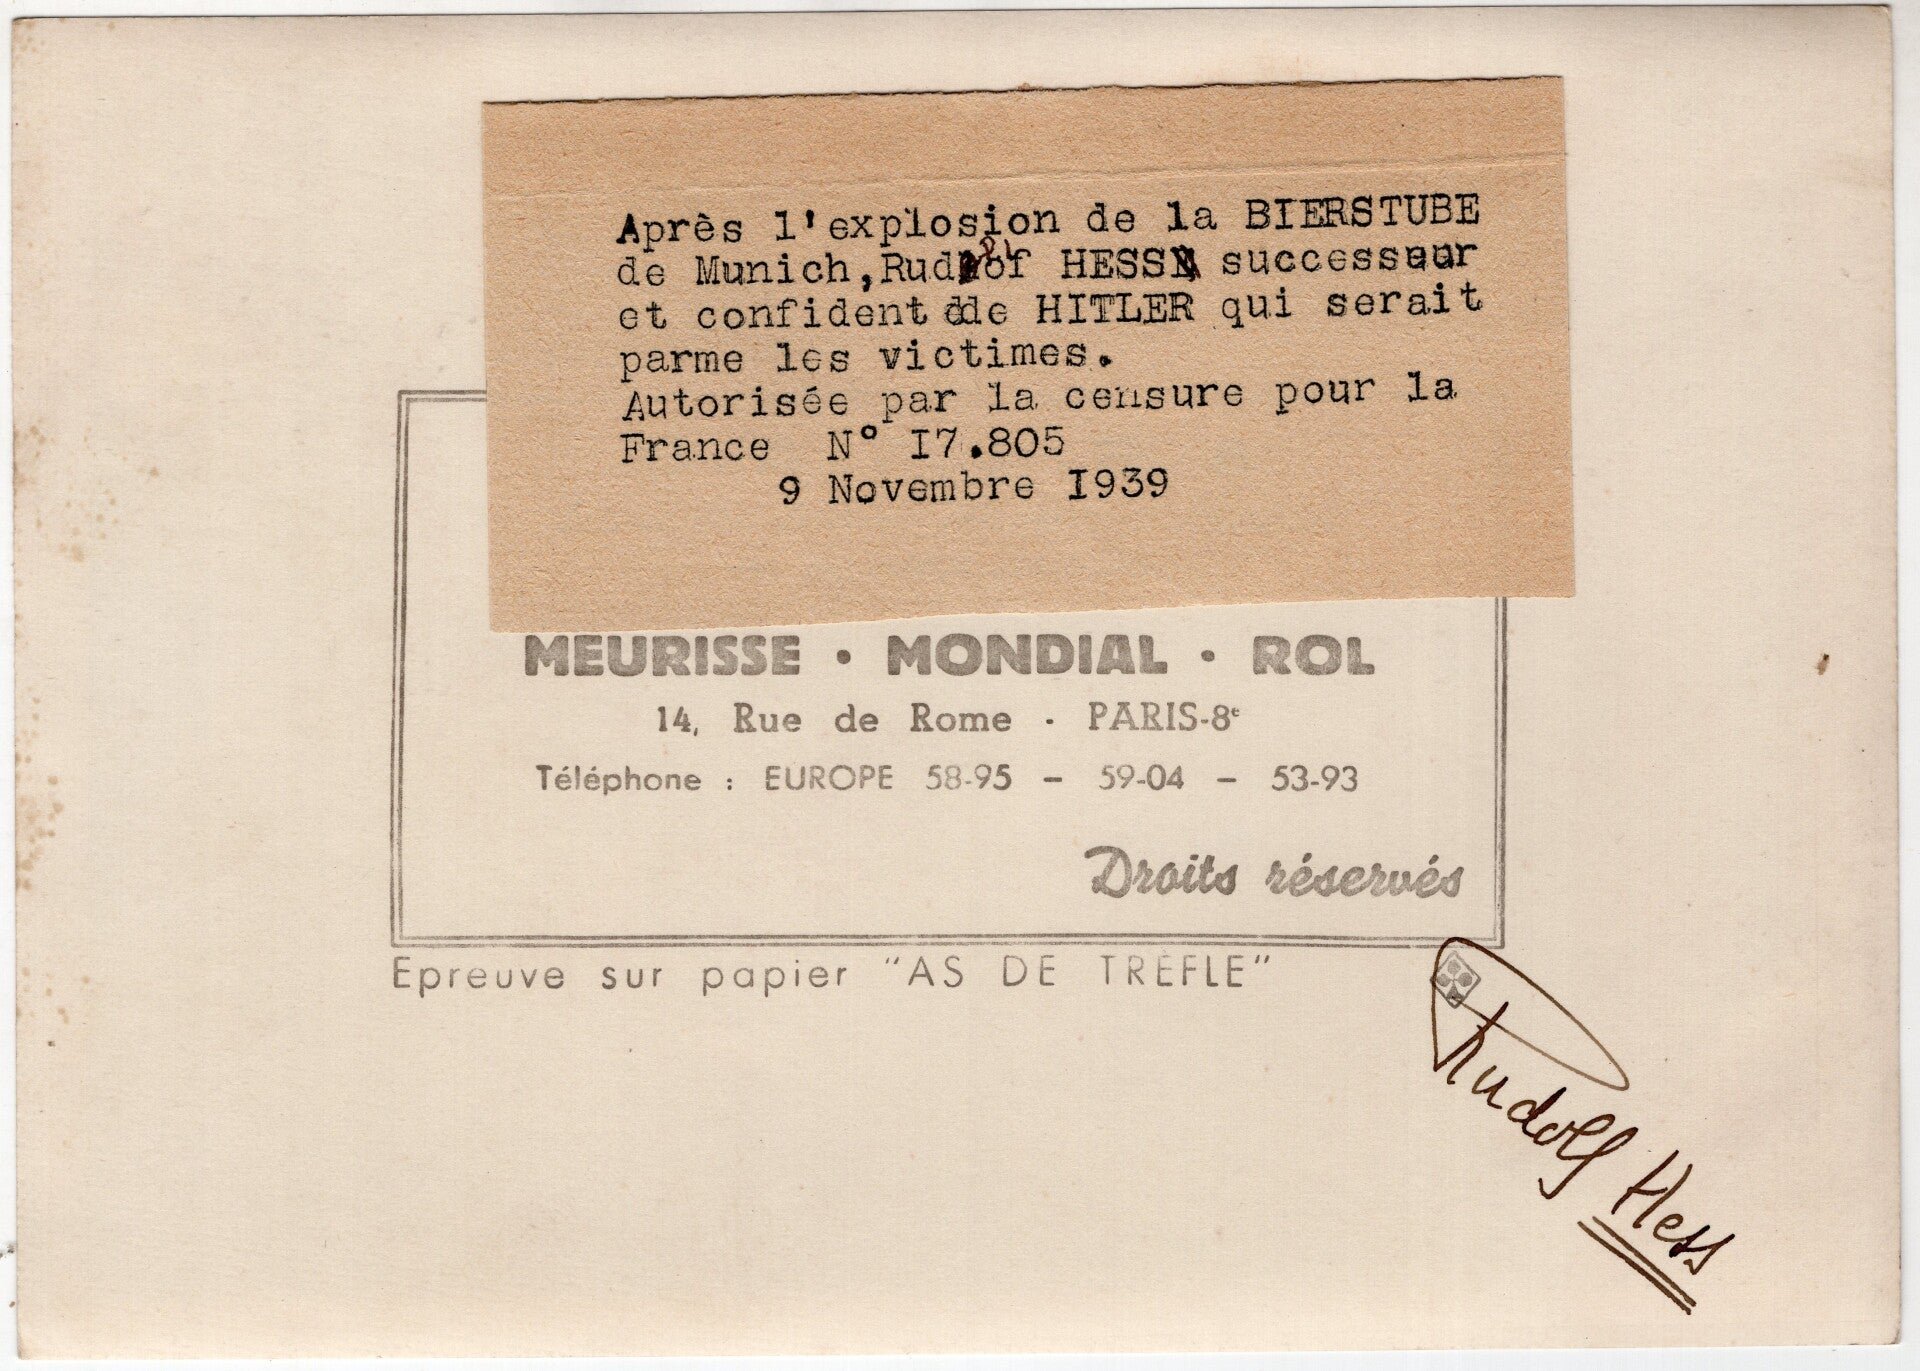 Après l'explosion de la BIERSTUBE
de Munich,Rudolf HESS successeur
et confident de HITLER qui serait
parme les victimes.
Autorisée par la censure pour la
France N° I7.805
9 Novembre I939
MEURISSE • MONDIAL • ROL
14, Rue de Rome - PARIS-8e
Téléphone : EUROPE 58-95 — 59-04 — 53-93
Droits réservés
Epreuve sur papier "AS DE TRÈFLE"
Rudolf Hess